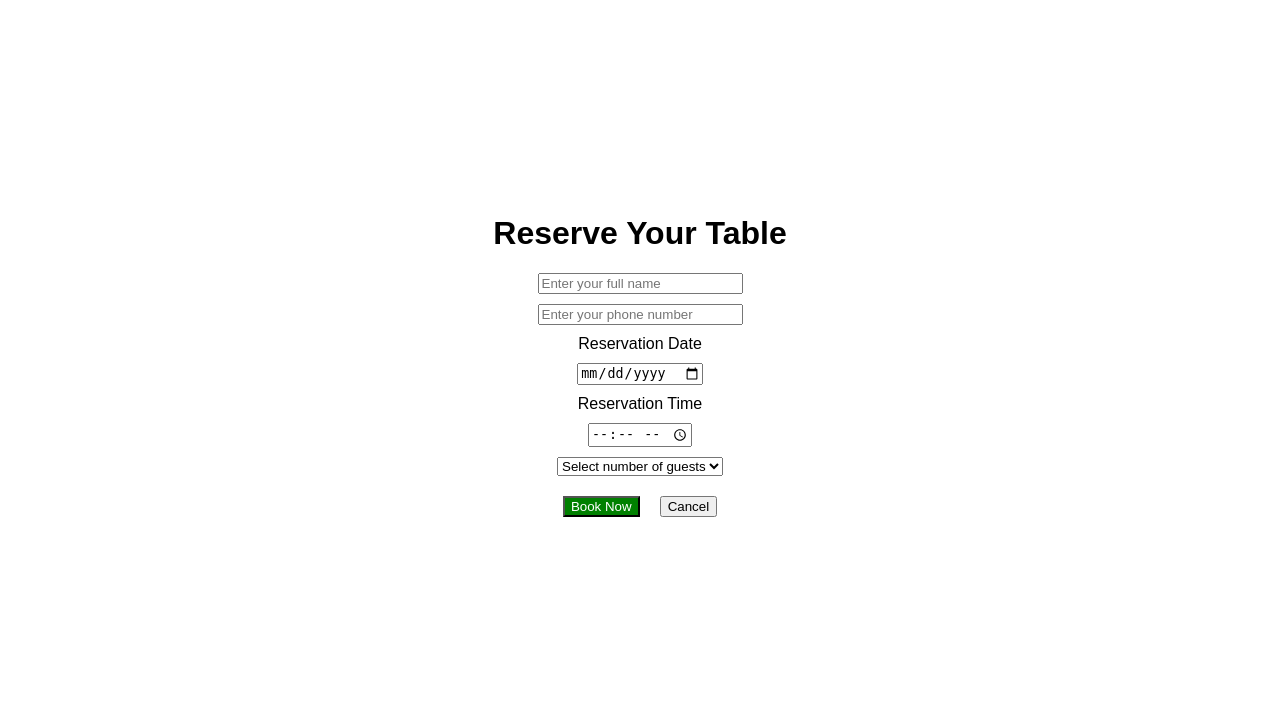 Reserve Your Table
Enter your full name
Enter your phone number
Reservation Date
mm/dd/yyyy
Reservation Time
--:-- --
Select number of guests
Book Now Cancel